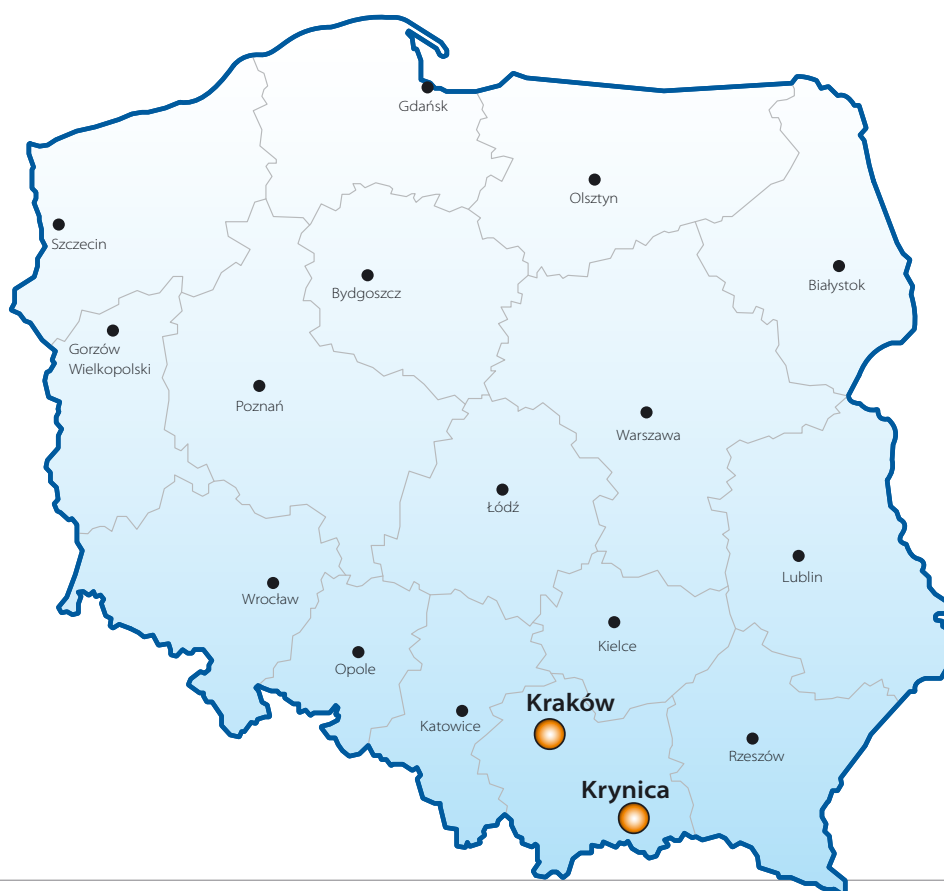 Gdańsk
Olsztyn
Szczecin
Białystok
Bydgoszcz
Gorzów
Wielkopolski
Poznań
Warszawa
Łódź
Lublin
Wrocław
Kielce
Opole
Kraków
Katowice
Rzeszów
Krynica